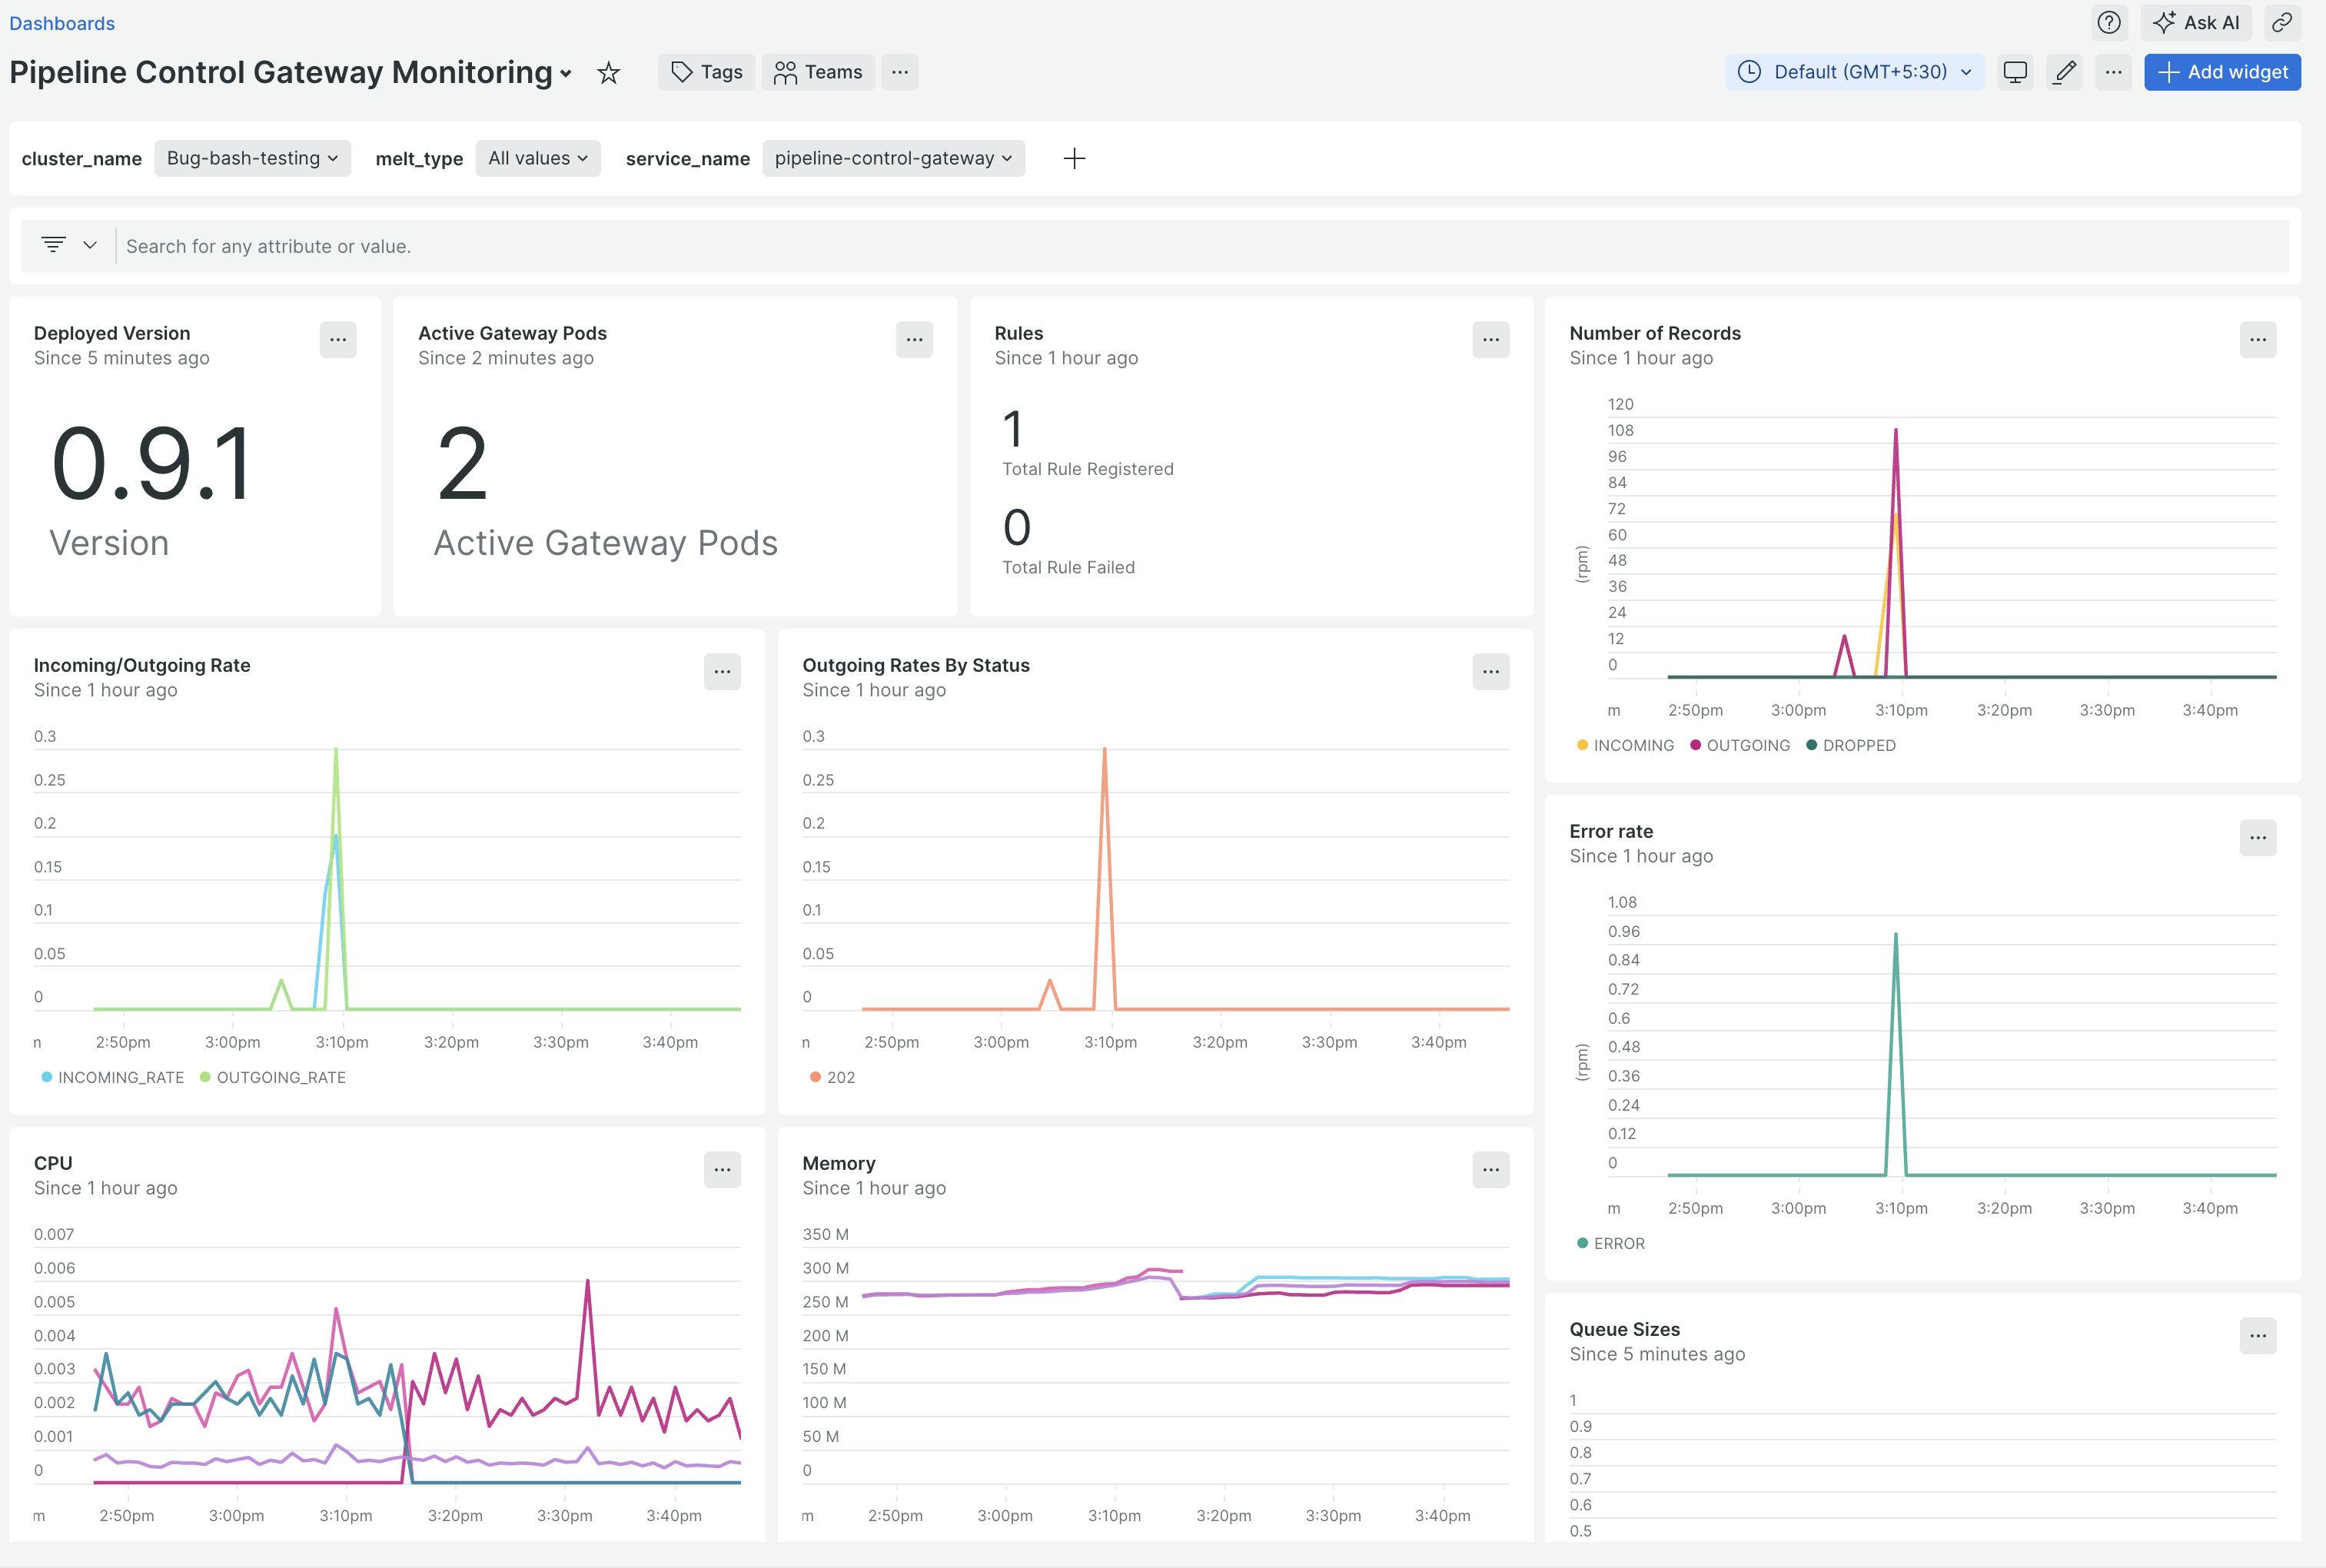 Dashboards
Ask AI
Pipeline Control Gateway Monitoring
Tags
Teams
Default (GMT+5:30)
Add widget
cluster_name
Bug-bash-testing
melt_type
All values
service_name
pipeline-control-gateway
Search for any attribute or value.
Deployed Version
Since 5 minutes ago
0.9.1
Version
Active Gateway Pods
Since 2 minutes ago
2
Active Gateway Pods
Rules
Since 1 hour ago
1
Total Rule Registered
0
Total Rule Failed
Number of Records
Since 1 hour ago
120
108
96
84
72
60
48
36
24
12
0
(rpm)
m 2:50pm 3:00pm 3:10pm 3:20pm 3:30pm 3:40pm
INCOMING OUTGOING DROPPED
Incoming/Outgoing Rate
Since 1 hour ago
0.3
0.25
0.2
0.15
0.1
0.05
0
2:50pm 3:00pm 3:10pm 3:20pm 3:30pm 3:40pm
INCOMING_RATE OUTGOING_RATE
Outgoing Rates By Status
Since 1 hour ago
0.3
0.25
0.2
0.15
0.1
0.05
0
2:50pm 3:00pm 3:10pm 3:20pm 3:30pm 3:40pm
202
Error rate
Since 1 hour ago
1.08
0.96
0.84
0.72
0.6
0.48
0.36
0.24
0.12
0
(rpm)
m 2:50pm 3:00pm 3:10pm 3:20pm 3:30pm 3:40pm
ERROR
CPU
Since 1 hour ago
0.007
0.006
0.005
0.004
0.003
0.002
0.001
0
m 2:50pm 3:00pm 3:10pm 3:20pm 3:30pm 3:40pm
Memory
Since 1 hour ago
350 M
300 M
250 M
200 M
150 M
100 M
50 M
0
m 2:50pm 3:00pm 3:10pm 3:20pm 3:30pm 3:40pm
Queue Sizes
Since 5 minutes ago
1
0.9
0.8
0.7
0.6
0.5